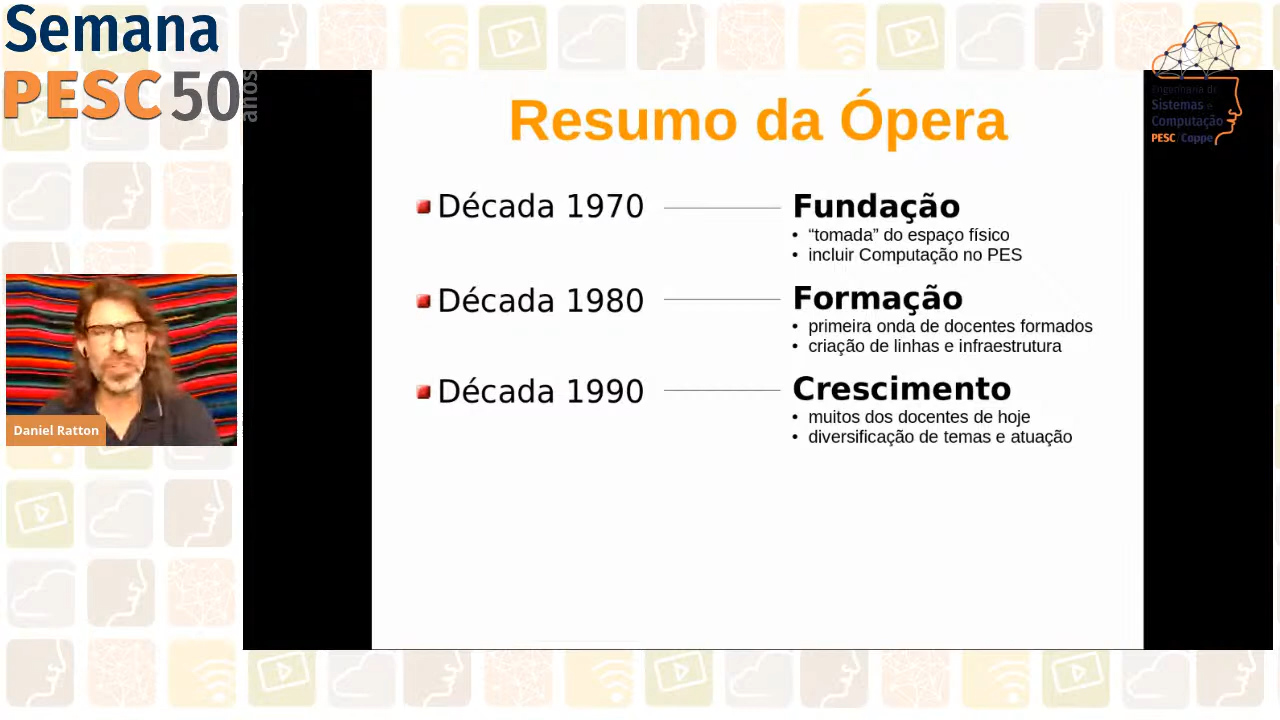 Semana
PESC 50
anos
Engenharia de
Sistemas e
Computação
PESC Coppe
Resumo da Ópera
Década 1970
Fundação
• “tomada” do espaço físico
• incluir Computação no PES
Década 1980
Formação
• primeira onda de docentes formados
• criação de linhas e infraestrutura
Década 1990
Crescimento
• muitos dos docentes de hoje
• diversificação de temas e atuação
Daniel Ratton